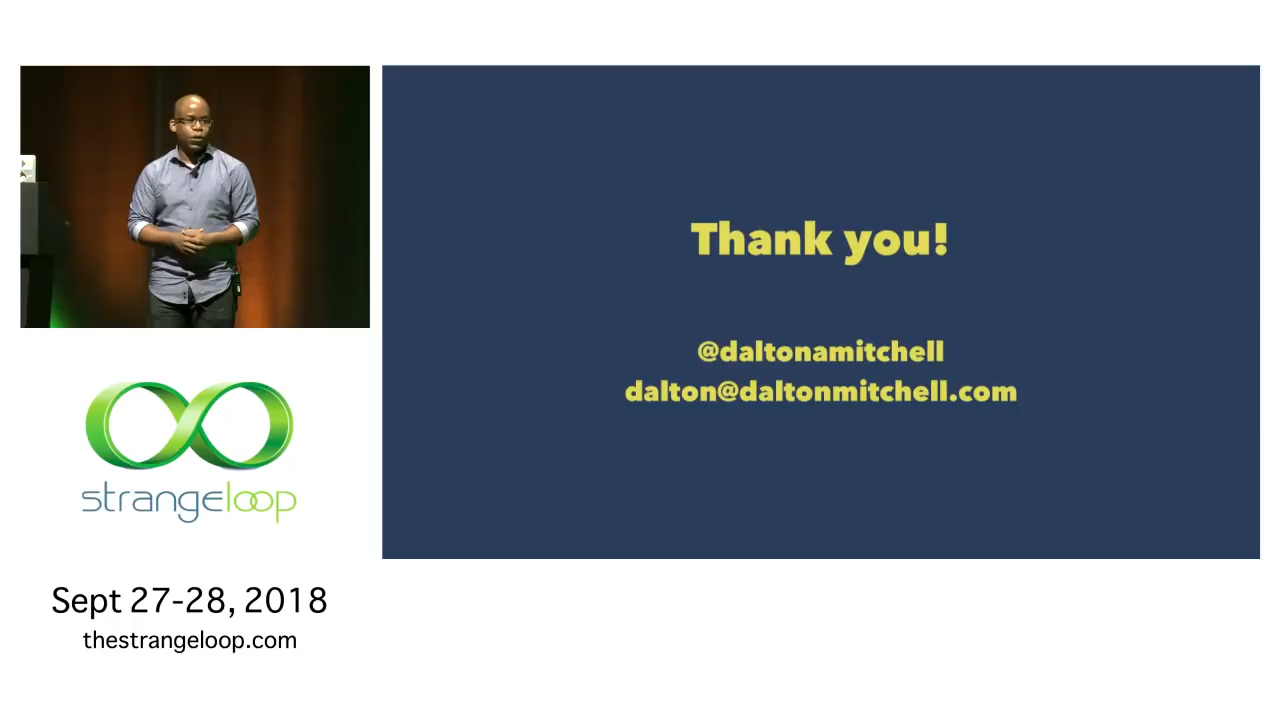 Thank you!
@daltonamitchell
dalton@daltonmitchell.com
strangeloop
Sept 27-28, 2018
thestrangeloop.com